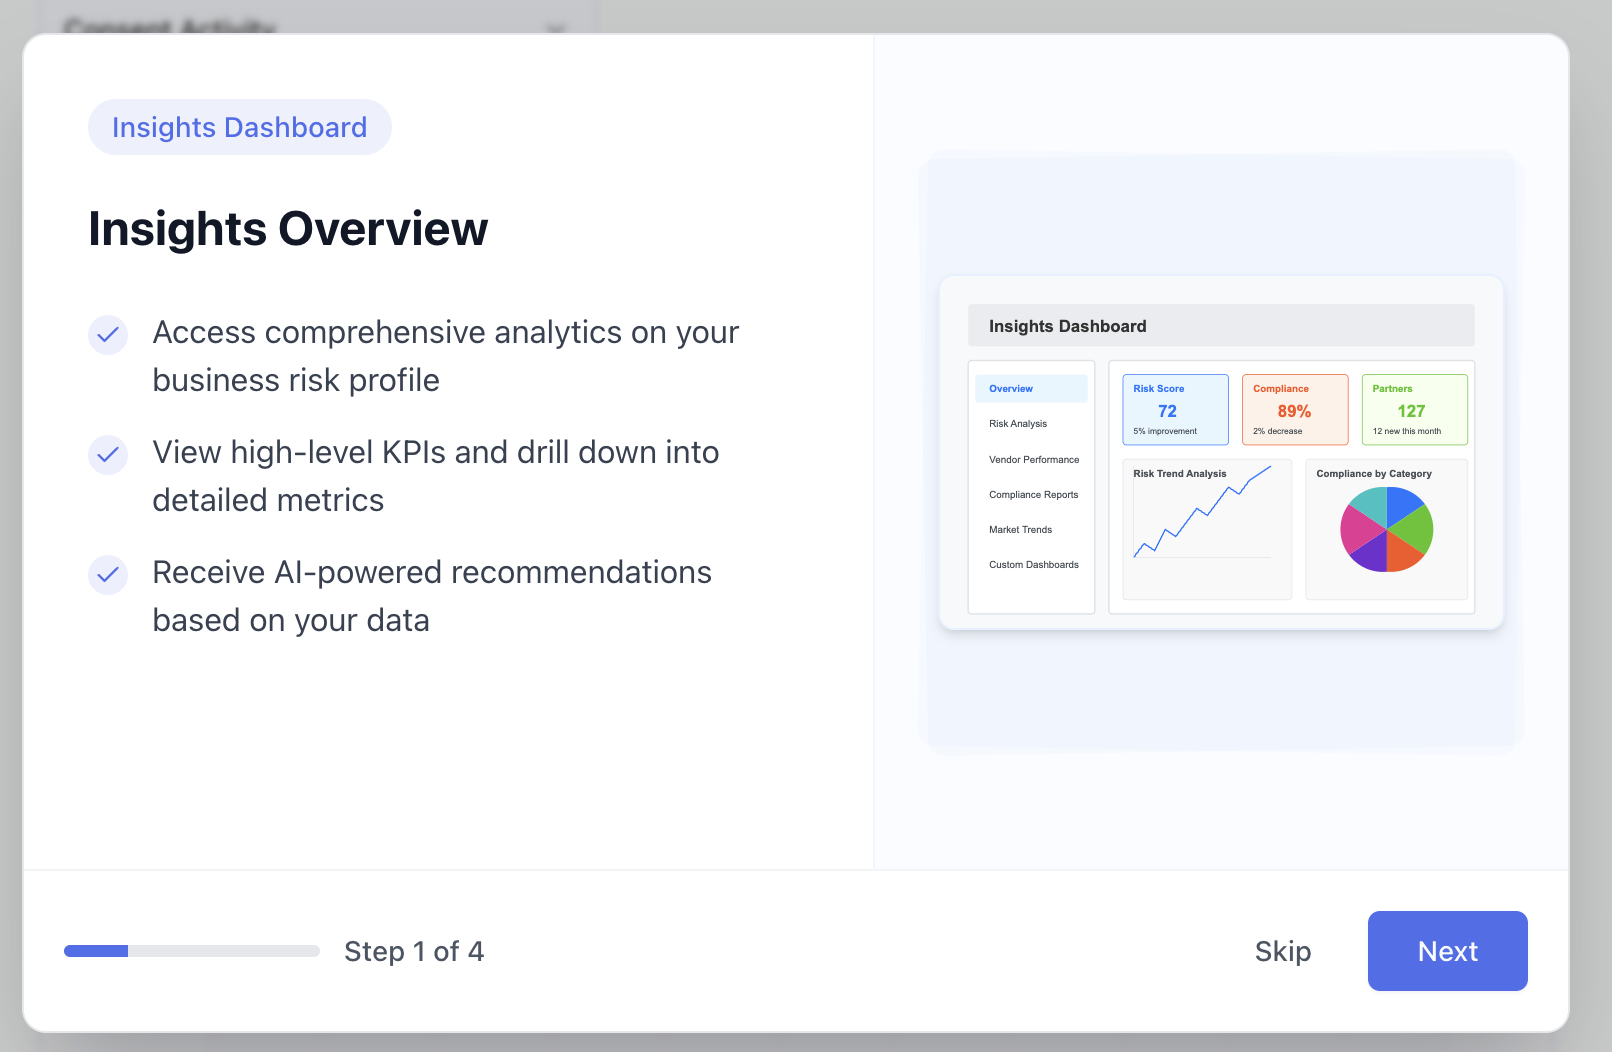 Consent Activity
Insights Dashboard
Insights Overview
Access comprehensive analytics on your
business risk profile
View high-level KPIs and drill down into
detailed metrics
Receive AI-powered recommendations
based on your data
Insights Dashboard
Overview
Risk Analysis
Vendor Performance
Compliance Reports
Market Trends
Custom Dashboards
Risk Score
72
5% improvement
Compliance
89%
2% decrease
Partners
127
12 new this month
Risk Trend Analysis
Compliance by Category
Step 1 of 4
Skip
Next